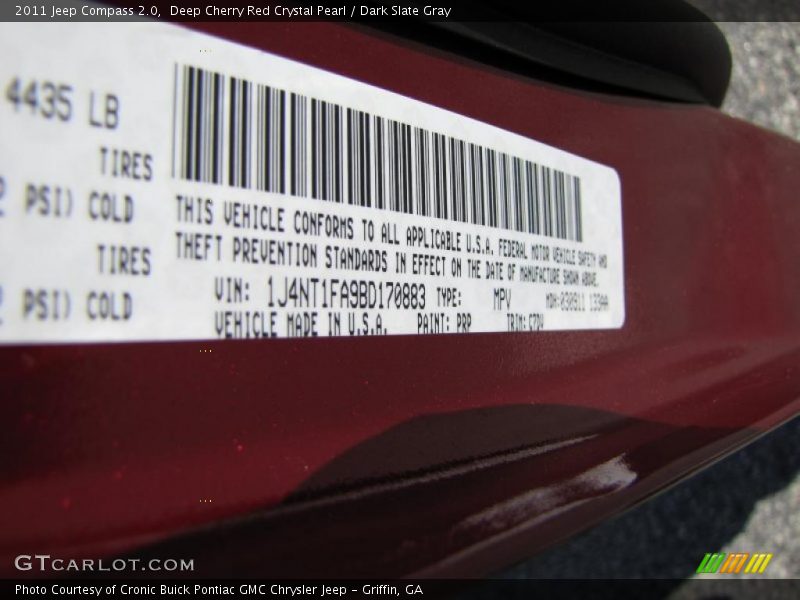 2011 Jeep Compass 2.0, Deep Cherry Red Crystal Pearl / Dark Slate Gray
4435 LB
TIRES
PSI) COLD
TIRES
PSI) COLD
THIS VEHICLE CONFORMS TO ALL APPLICABLE U.S.A. FEDERAL MOTOR VEHICLE SAFETY AND
THEFT PREVENTION STANDARDS IN EFFECT ON THE DATE OF MANUFACTURE SHOWN ABOVE.
VIN: 1J4NT1FA9BD170883 TYPE: MPV
VEHICLE MADE IN U.S.A. PAINT: PRP TRIM:
GTCARLOT.COM
Photo Courtesy of Cronic Buick Pontiac GMC Chrysler Jeep - Griffin, GA